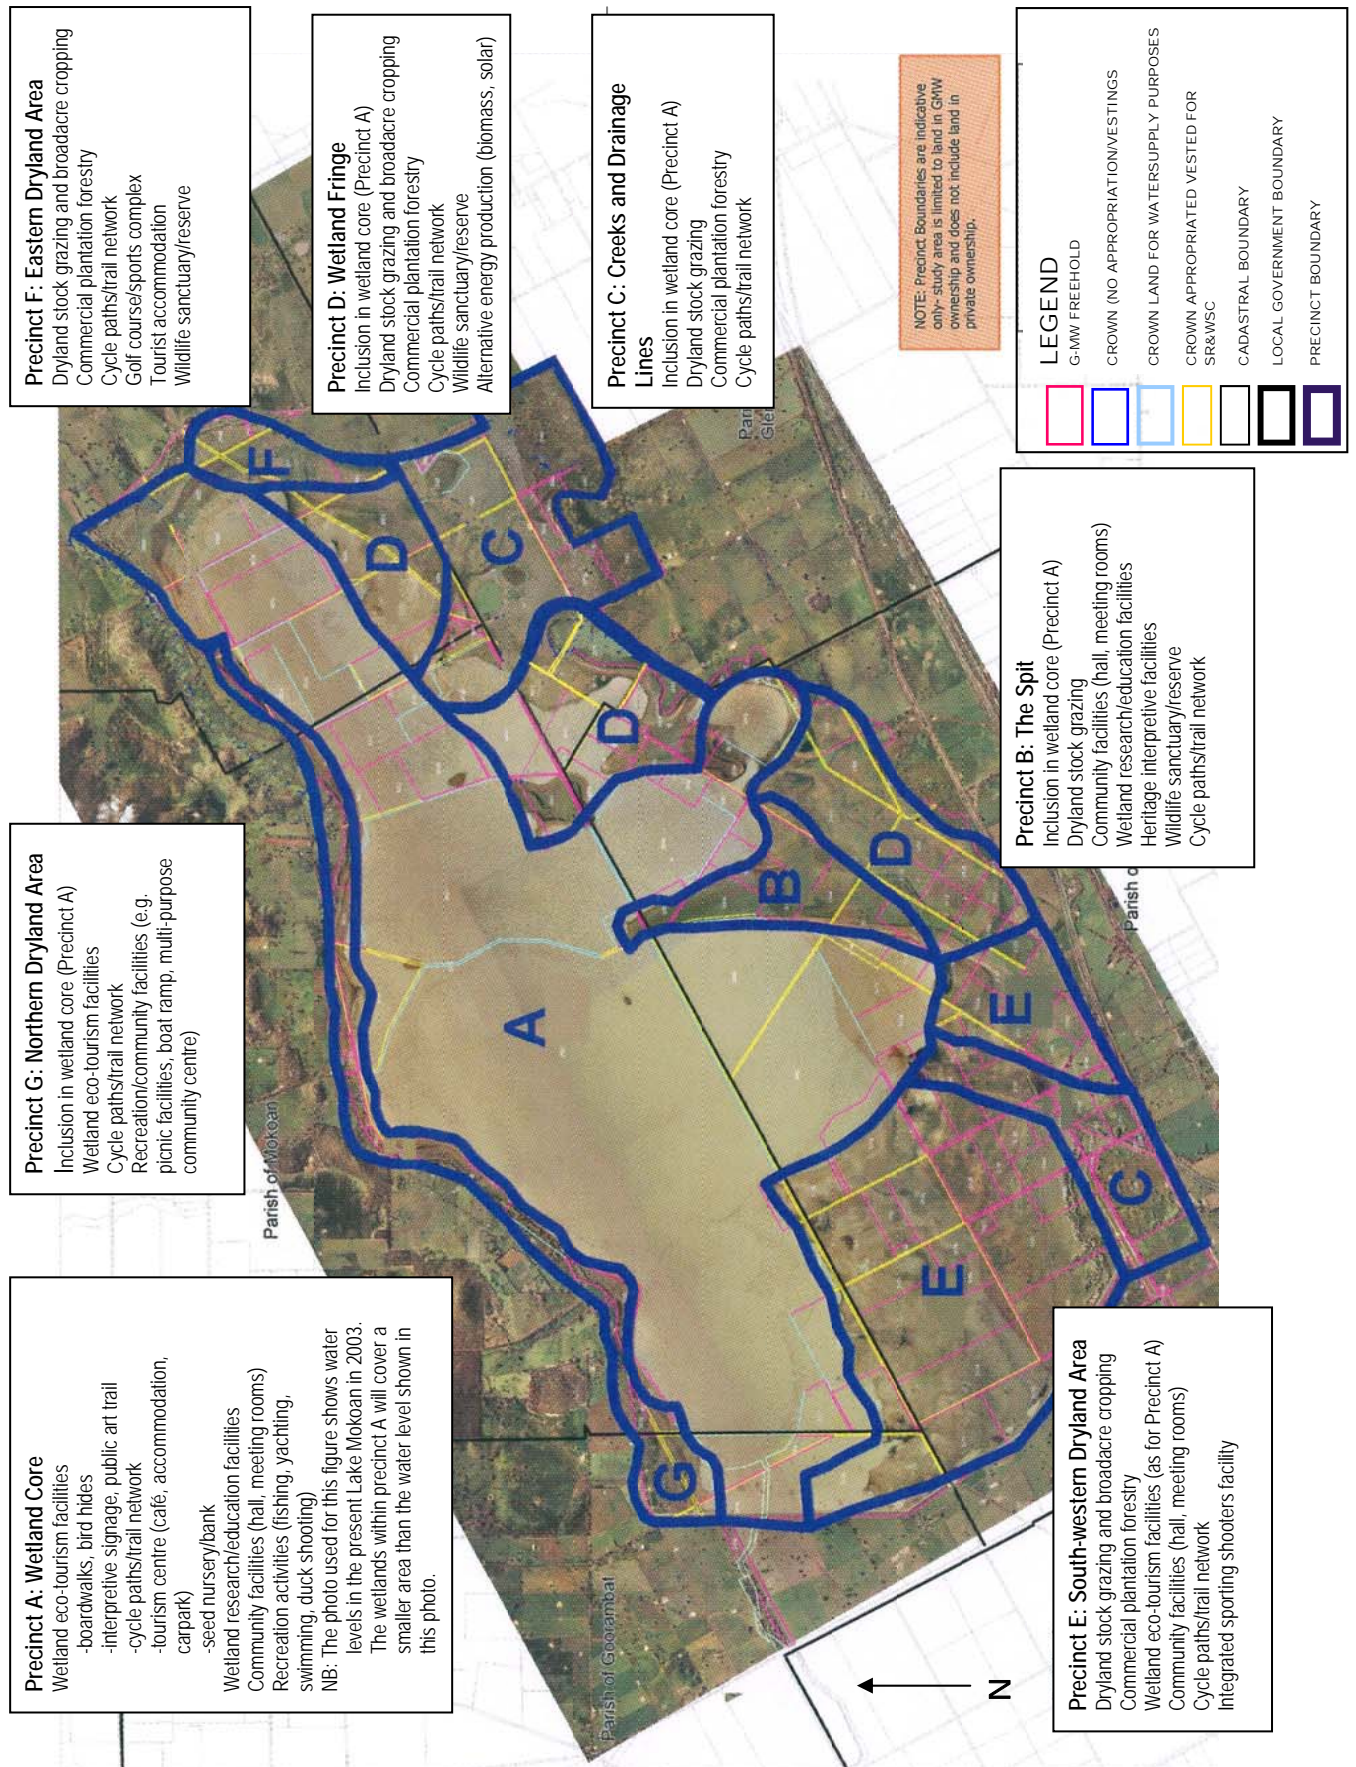 Precinct A: Wetland Core
Wetland eco-tourism facilities
-boardwalks, bird hides
-interpretive signage, public art trail
-cycle paths/trail network
-tourism centre (café, accommodation,
carpark)
-seed nursery/bank
Wetland research/education facilities
Community facilities (hall, meeting rooms)
Recreation activities (fishing, yachting,
swimming, duck shooting)
NB: The photo used for this figure shows water
levels in the present Lake Mokoan in 2003.
The wetlands within precinct A will cover a
smaller area than the water level shown in
this photo.
Precinct G: Northern Dryland Area
Inclusion in wetland core (Precinct A)
Wetland eco-tourism facilities
Cycle paths/trail network
Recreation/community facilities (e.g.
picnic facilities, boat ramp, multi-purpose
community centre)
Precinct F: Eastern Dryland Area
Dryland stock grazing and broadacre cropping
Commercial plantation forestry
Cycle paths/trail network
Golf course/sports complex
Tourist accommodation
Wildlife sanctuary/reserve
Precinct D: Wetland Fringe
Inclusion in wetland core (Precinct A)
Dryland stock grazing and broadacre cropping
Commercial plantation forestry
Cycle paths/trail network
Wildlife sanctuary/reserve
Alternative energy production (biomass, solar)
Precinct C: Creeks and Drainage
Lines
Inclusion in wetland core (Precinct A)
Dryland stock grazing
Commercial plantation forestry
Cycle paths/trail network
NOTE: Precinct Boundaries are indicative
only- study area is limited to land in GMW
ownership and does not include land in
private ownership.
LEGEND
G-MW FREEHOLD
CROWN (NO APROPRIATION/VESTINGS
CROWN LAND FOR WATERSUPPLY PURPOSES
CROWN APPROPRIATED VESTED FOR
SR&WSC
CADASTRAL BOUNDARY
LOCAL GOVERNMENT BOUNDARY
PRECINCT BOUNDARY
Precinct B: The Spit
Inclusion in wetland core (Precinct A)
Dryland stock grazing
Community facilities (hall, meeting rooms)
Wetland research/education facilities
Heritage interpretive facilities
Wildlife sanctuary/reserve
Cycle paths/trail network
Precinct E: South-western Dryland Area
Dryland stock grazing and broadacre cropping
Commercial plantation forestry
Wetland eco-tourism facilities (as for Precinct A)
Community facilities (hall, meeting rooms)
Cycle paths/trail network
Integrated sporting shooters facility
Parish of Mokoan
Parish of Goorambat
Parish o
Pari
Gle
F
D
C
D
A
B
D
E
E
C
G
N